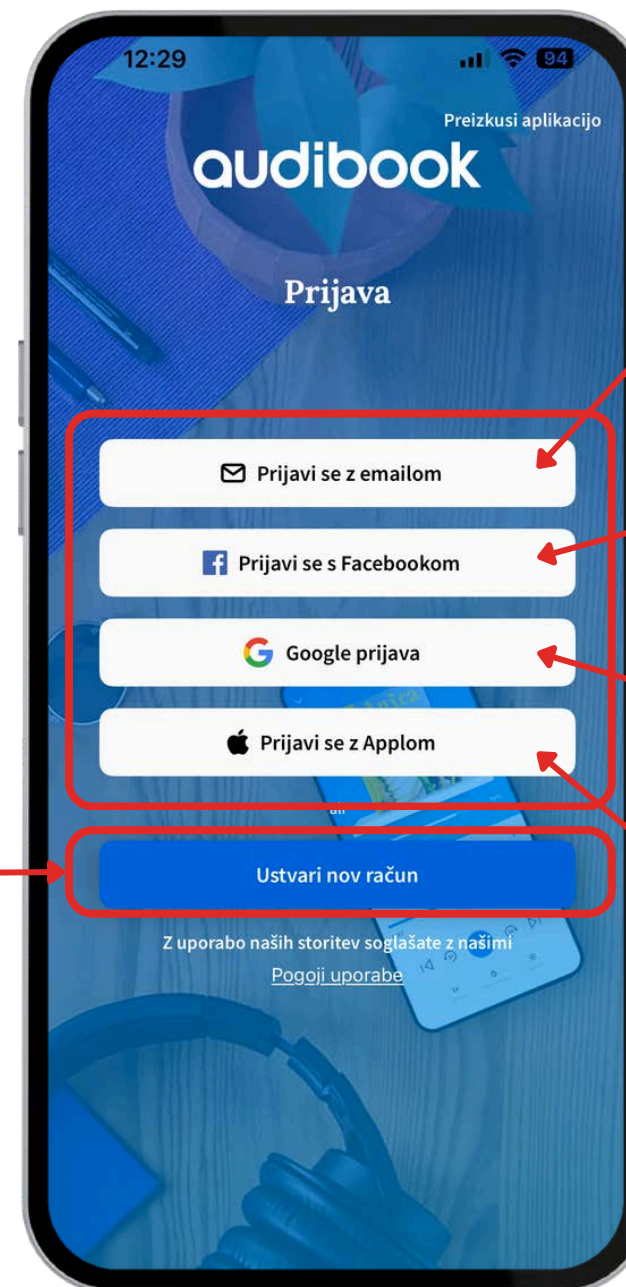 12:29
94
Preizkusi aplikacijo
audibook
Prijava
Prijavi se z emailom
Prijavi se s Facebookom
Google prijava
Prijavi se z Applom
ali
Ustvari nov račun
Z uporabo naših storitev soglašate z našimi
Pogoji uporabe